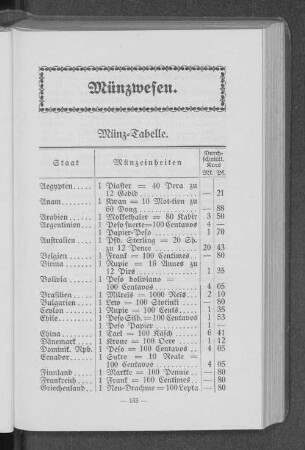 Münzwesen.
Münz-Tabelle.
Staat Münzeinheiten Durch-schnittl. Kurs Mk. Pf.
Aegypten 1 Piaster = 40 Para zu
12 Gedid — 21
Anam 1 Kwan = 10 Mot-tien zu
60 Dong — 88
Arabien 1 Mokkethaler = 80 Kabir 3 50
Argentinien 1 Peso fuerte = 100 Centavos 4 —
1 Papier-Peso 1 70
Australien 1 Pfd. Sterling = 20 Sh.
zu 12 Pence 20 43
Belgien 1 Frank = 100 Centimes — 80
Birma 1 Rupie = 16 Annas zu
12 Pies 1 35
Bolivia 1 Peso boliviano =
100 Centavos 4 05
Brasilien 1 Milreis = 1000 Reis 2 10
Bulgarien 1 Lew = 100 Stotinki — 80
Ceylon 1 Rupie = 100 Cents 1 35
Chile 1 Peso Silb. = 100 Centavos 1 53
1 Peso Papier 1 —
China 1 Tael = 100 Käsch 6 41
Dänemark 1 Krone = 100 Oere 1 12
Dominik. Rpb. 1 Peso = 100 Centavos 4 05
Ecuador 1 Sukre = 10 Reale =
100 Centavos 4 05
Finnland 1 Markka = 100 Pennie — 80
Frankreich 1 Frank = 100 Centimes — 80
Griechenland 1 Neu-Drachme = 100 Lepta — 80